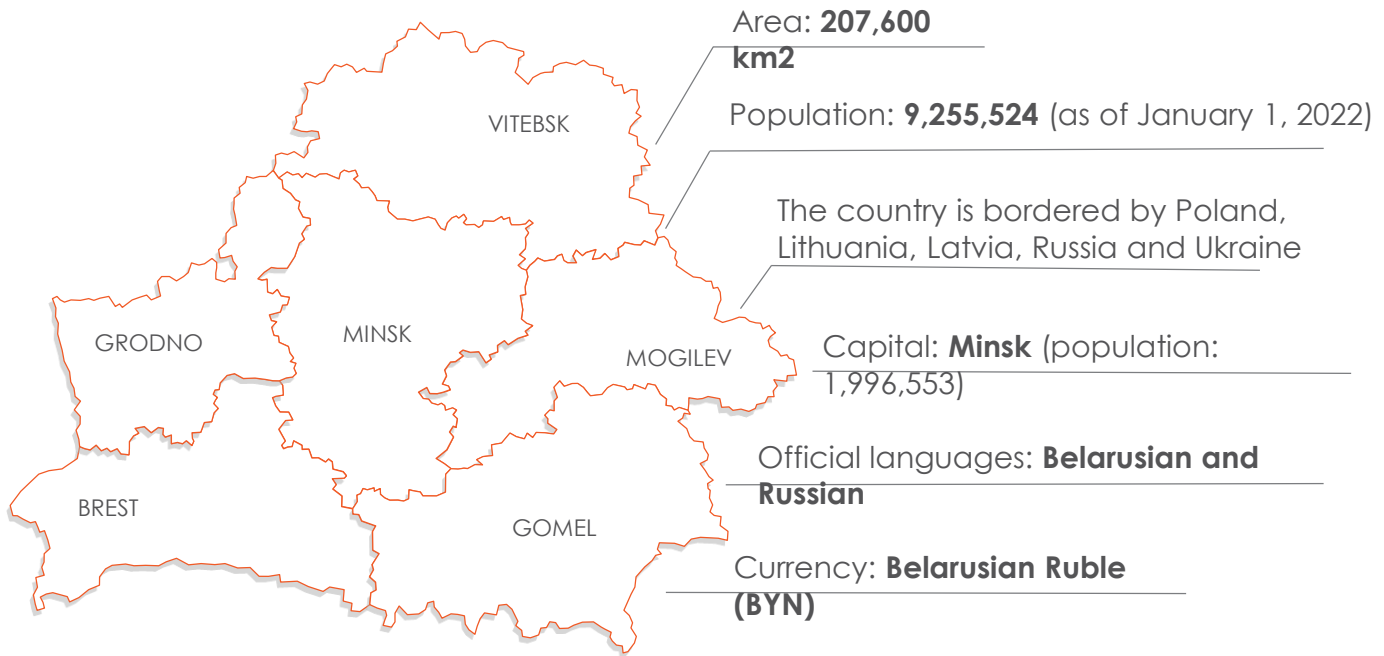 Area: 207,600
km2
VITEBSK
Population: 9,255,524 (as of January 1, 2022)
The country is bordered by Poland,
Lithuania, Latvia, Russia and Ukraine
GRODNO
MINSK
MOGILEV
Capital: Minsk (population:
1,996,553)
Official languages: Belarusian and
Russian
BREST
GOMEL
Currency: Belarusian Ruble
(BYN)